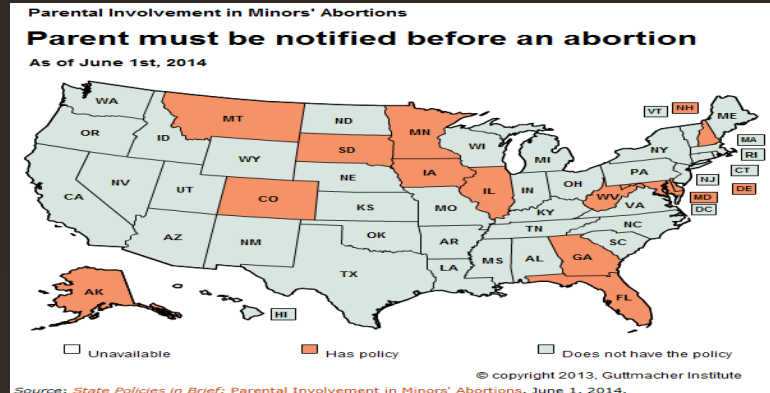 Parental Involvement in Minors' Abortions
Parent must be notified before an abortion
As of June 1st, 2014
WA
MT
ND
MN
VT
NH
ME
OR
ID
SD
WI
MI
NY
MA
RI
WY
IA
PA
CT
NJ
NV
NE
IL
IN
OH
DE
CA
UT
CO
KS
MO
WV
VA
MD
DC
KY
AZ
NM
OK
AR
TN
NC
SC
TX
LA
MS
AL
GA
FL
AK
HI
Unavailable
Has policy
Does not have the policy
© copyright 2013, Guttmacher Institute
Source: State Policies in Brief: Parental Involvement in Minors' Abortions, June 1, 2014.